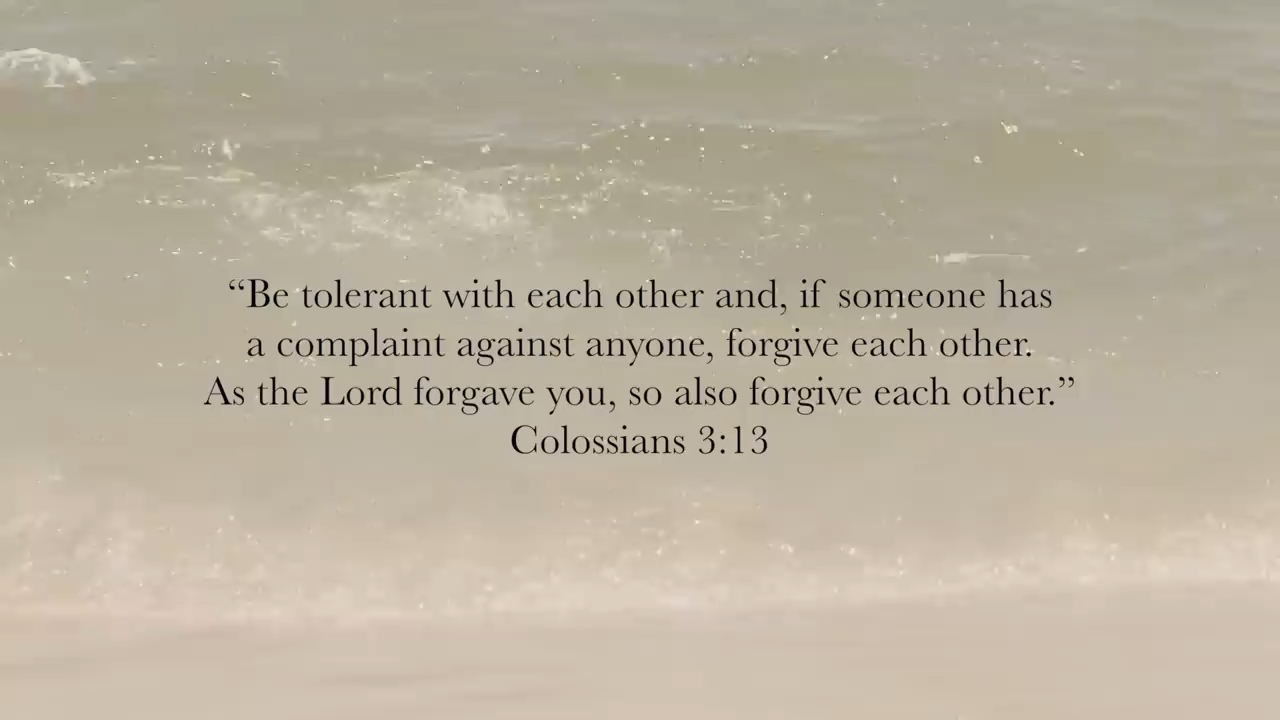 “Be tolerant with each other and, if someone has
a complaint against anyone, forgive each other.
As the Lord forgave you, so also forgive each other.”
Colossians 3:13